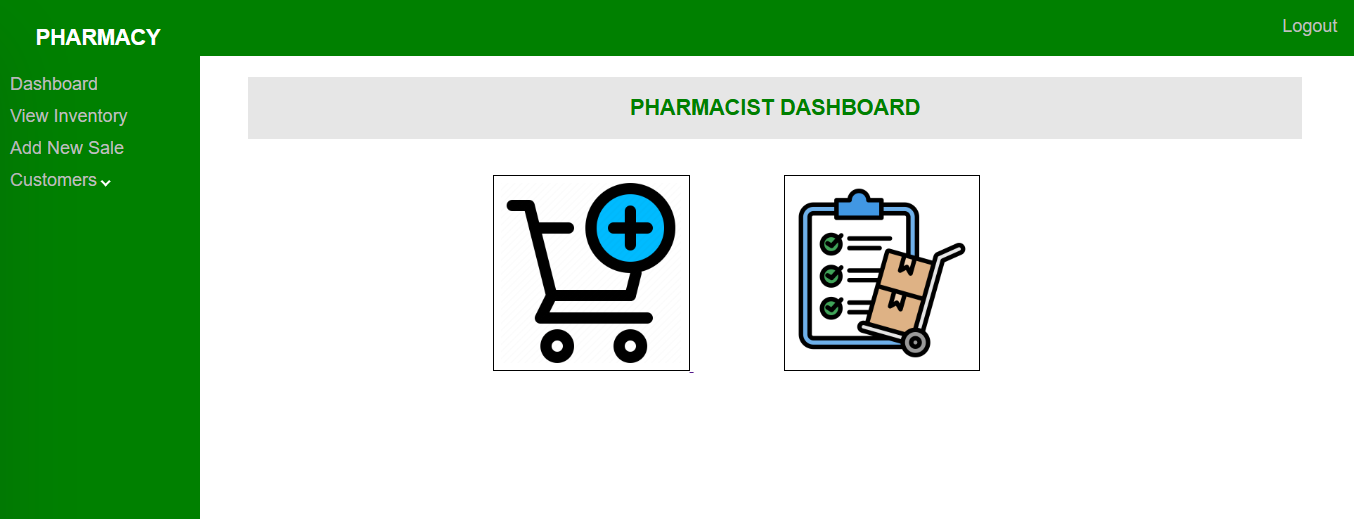 PHARMACY
Logout
Dashboard
View Inventory
Add New Sale
Customers
PHARMACIST DASHBOARD